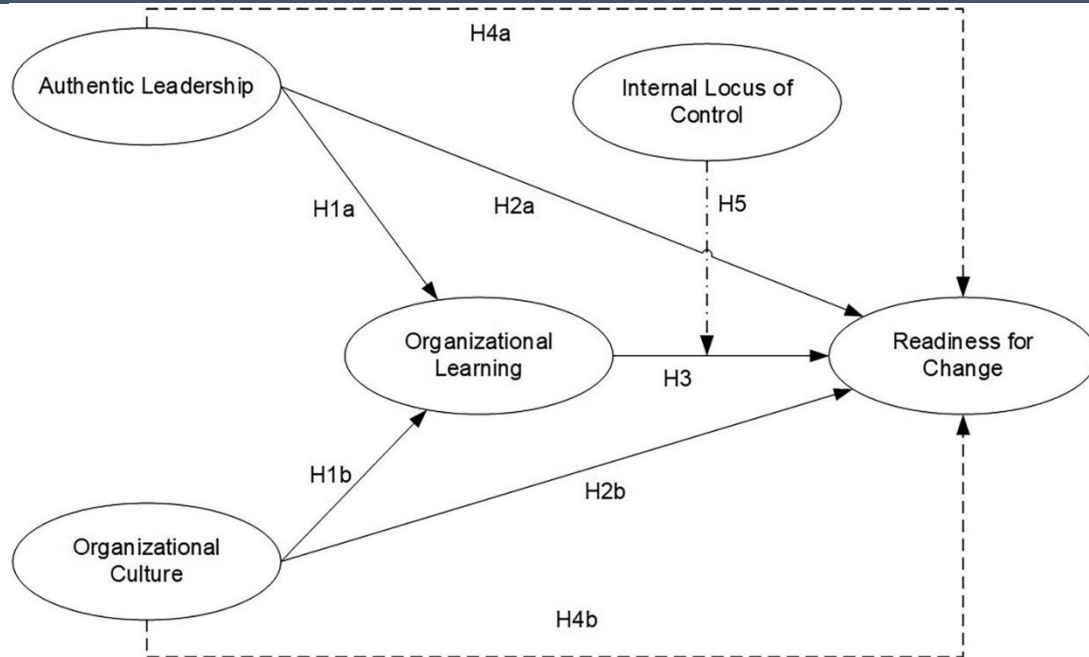 H4a
Authentic Leadership
Internal Locus of
Control
H1a
H2a
H5
Organizational
Learning
Readiness for
Change
H3
H1b
H2b
Organizational
Culture
H4b